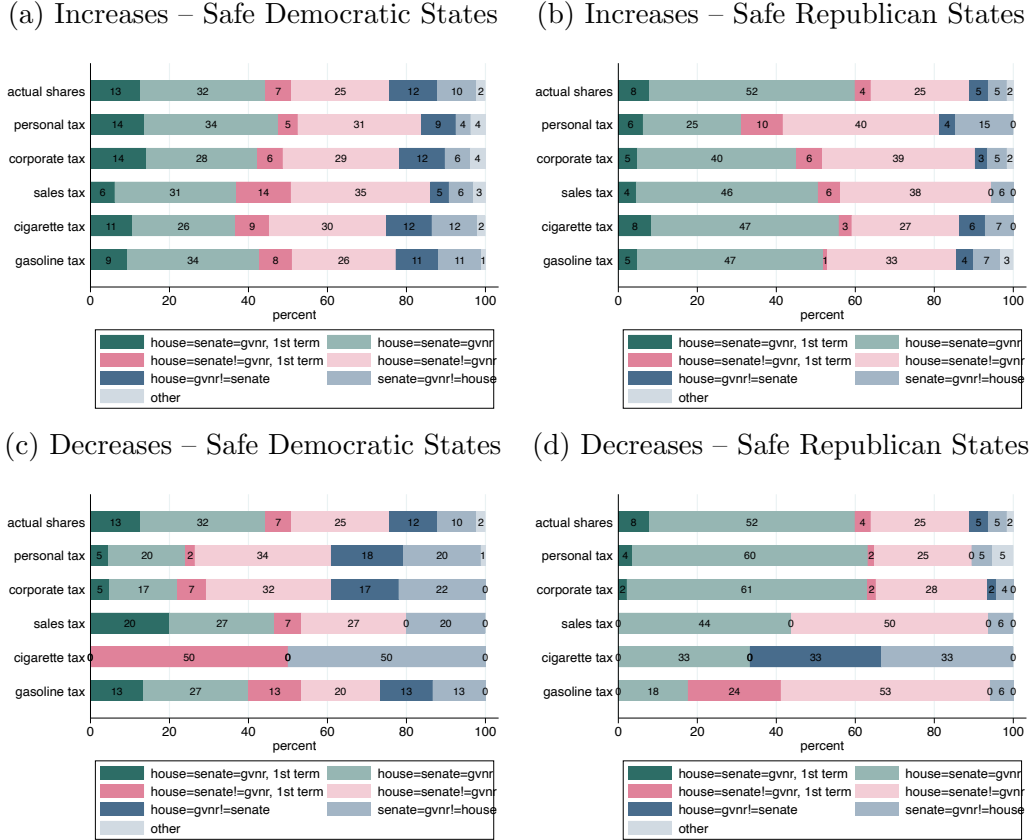 (a) Increases – Safe Democratic States
actual shares 13 32 7 25 12 10 2
personal tax 14 34 5 31 9 4 4
corporate tax 14 28 6 29 12 6 4
sales tax 6 31 14 35 5 6 3
cigarette tax 11 26 9 30 12 12 2
gasoline tax 9 34 8 26 11 11 1
0 20 40 60 80 100
percent
house=senate=gvnr, 1st term house=senate=gvnr
house=senate!=gvnr, 1st term house=senate!=gvnr
house=gvnr!=senate senate=gvnr!=house
other
(b) Increases – Safe Republican States
actual shares 8 52 4 25 5 5 2
personal tax 6 25 10 40 4 15 0
corporate tax 5 40 6 39 3 5 2
sales tax 4 46 6 38 0 6 0
cigarette tax 8 47 3 27 6 7 0
gasoline tax 5 47 1 33 4 7 3
0 20 40 60 80 100
percent
house=senate=gvnr, 1st term house=senate=gvnr
house=senate!=gvnr, 1st term house=senate!=gvnr
house=gvnr!=senate senate=gvnr!=house
other
(c) Decreases – Safe Democratic States
actual shares 13 32 7 25 12 10 2
personal tax 5 20 2 34 18 20 1
corporate tax 5 17 7 32 17 22 0
sales tax 20 27 7 27 0 20 0
cigarette tax 0 50 0 50 0
gasoline tax 13 27 13 20 13 13 0
0 20 40 60 80 100
percent
house=senate=gvnr, 1st term house=senate=gvnr
house=senate!=gvnr, 1st term house=senate!=gvnr
house=gvnr!=senate senate=gvnr!=house
other
(d) Decreases – Safe Republican States
actual shares 8 52 4 25 5 5 2
personal tax 4 60 2 25 0 5 5
corporate tax 2 61 2 28 2 4 0
sales tax 0 44 0 50 0 6 0
cigarette tax 0 33 0 33 33 0
gasoline tax 0 18 24 53 0 6 0
0 20 40 60 80 100
percent
house=senate=gvnr, 1st term house=senate=gvnr
house=senate!=gvnr, 1st term house=senate!=gvnr
house=gvnr!=senate senate=gvnr!=house
other